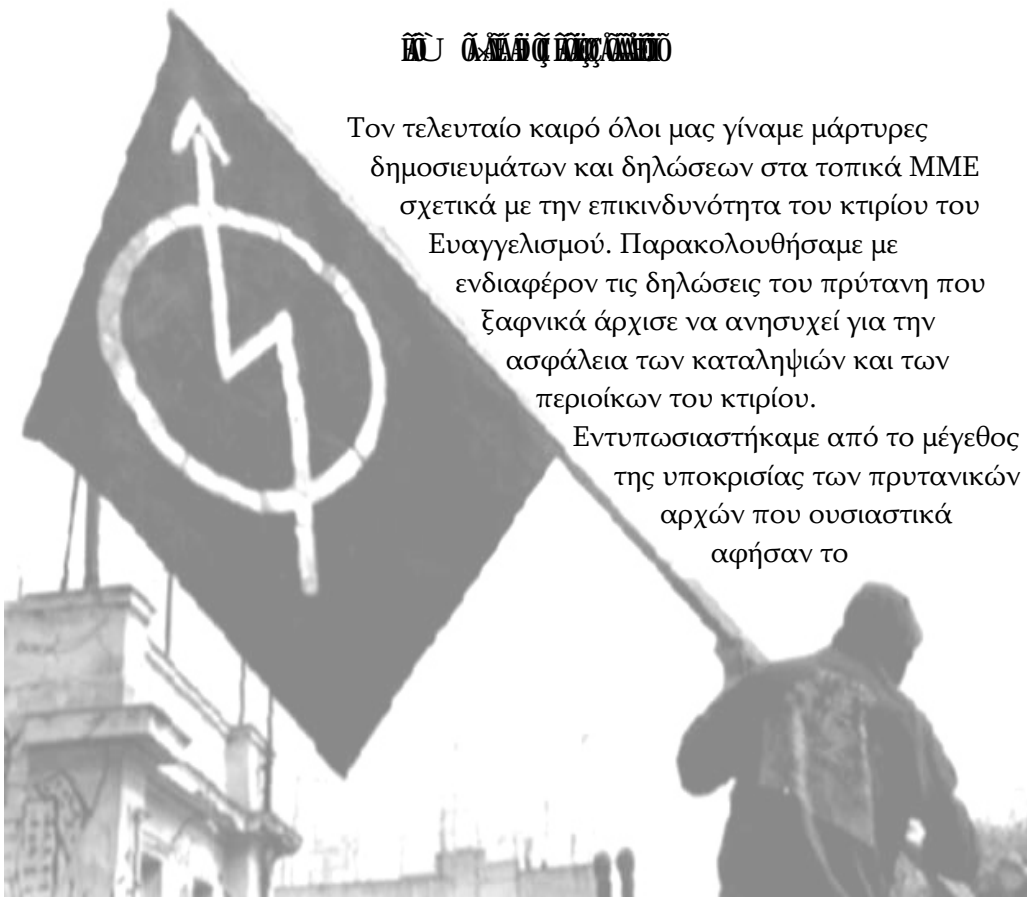 Τον τελευταίο καιρό όλοι μας γίναμε μάρτυρες
δημοσιευμάτων και δηλώσεων στα τοπικά ΜΜΕ
σχετικά με την επικινδυνότητα του κτιρίου του
Ευαγγελισμού. Παρακολουθήσαμε με
ενδιαφέρον τις δηλώσεις του πρύτανη που
ξαφνικά άρχισε να ανησυχεί για την
ασφάλεια των καταληψιών και των
περιοίκων του κτιρίου.
Εντυπωσιαστήκαμε από το μέγεθος
της υποκρισίας των πρυτανικών
αρχών που ουσιαστικά
αφήσαν το